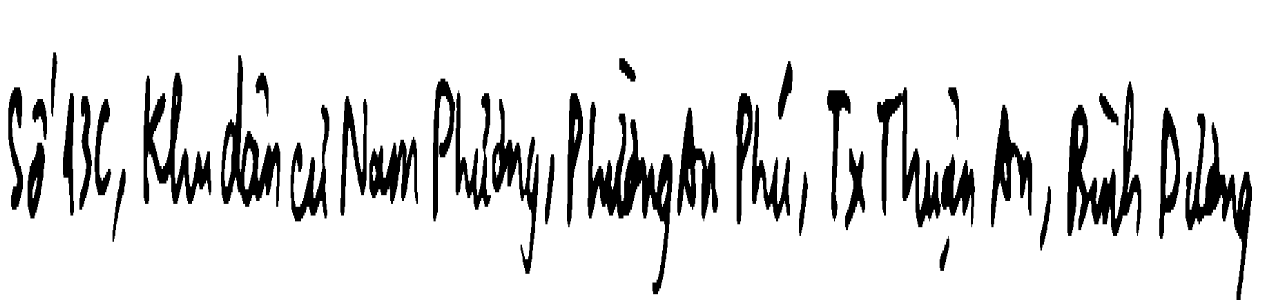 Số 43C, Khu dân cư Nam Phương, Phường An Phú, Tx Thuận An, Bình Dương